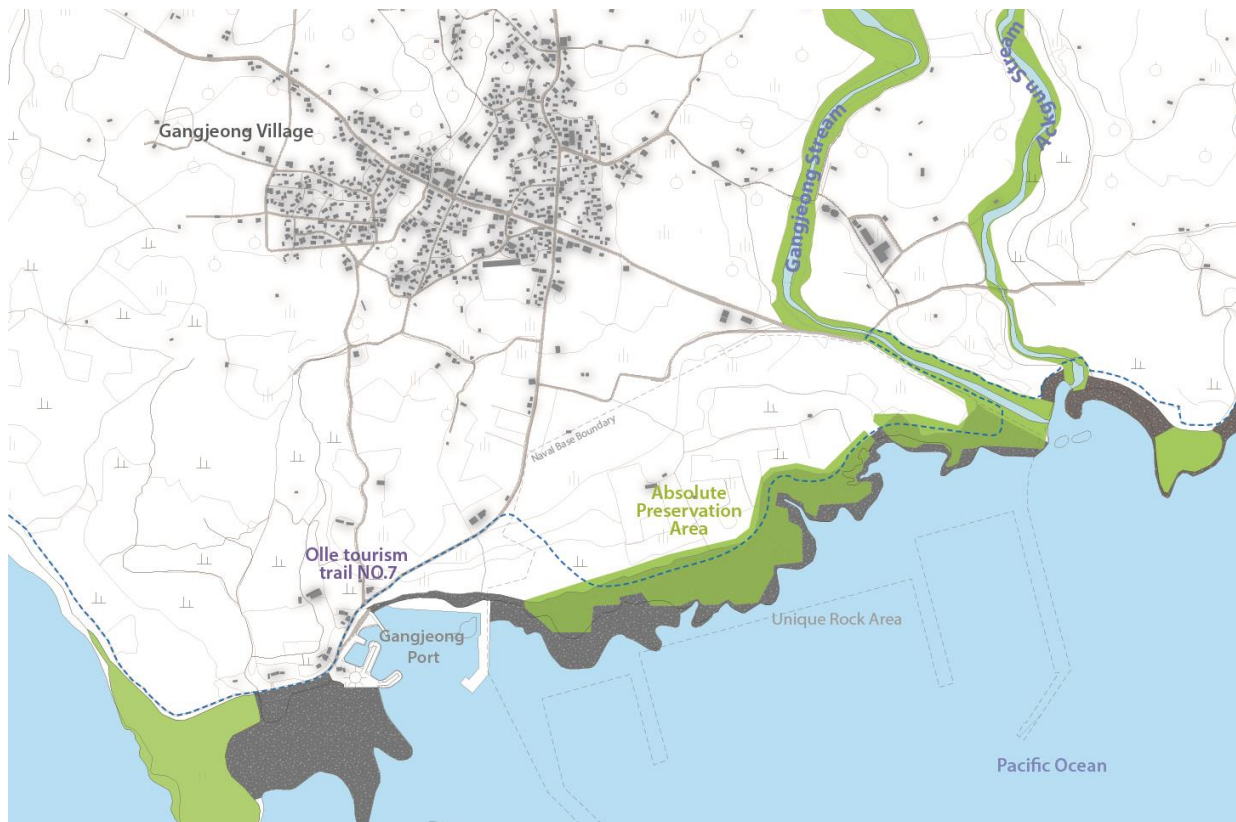 Gangjeong Village
Gangjeong Stream
Ackgun Stream
Naval Base Boundary
Absolute
Preservation
Area
Olle tourism
trail NO.7
Gangjeong
Port
Unique Rock Area
Pacific Ocean